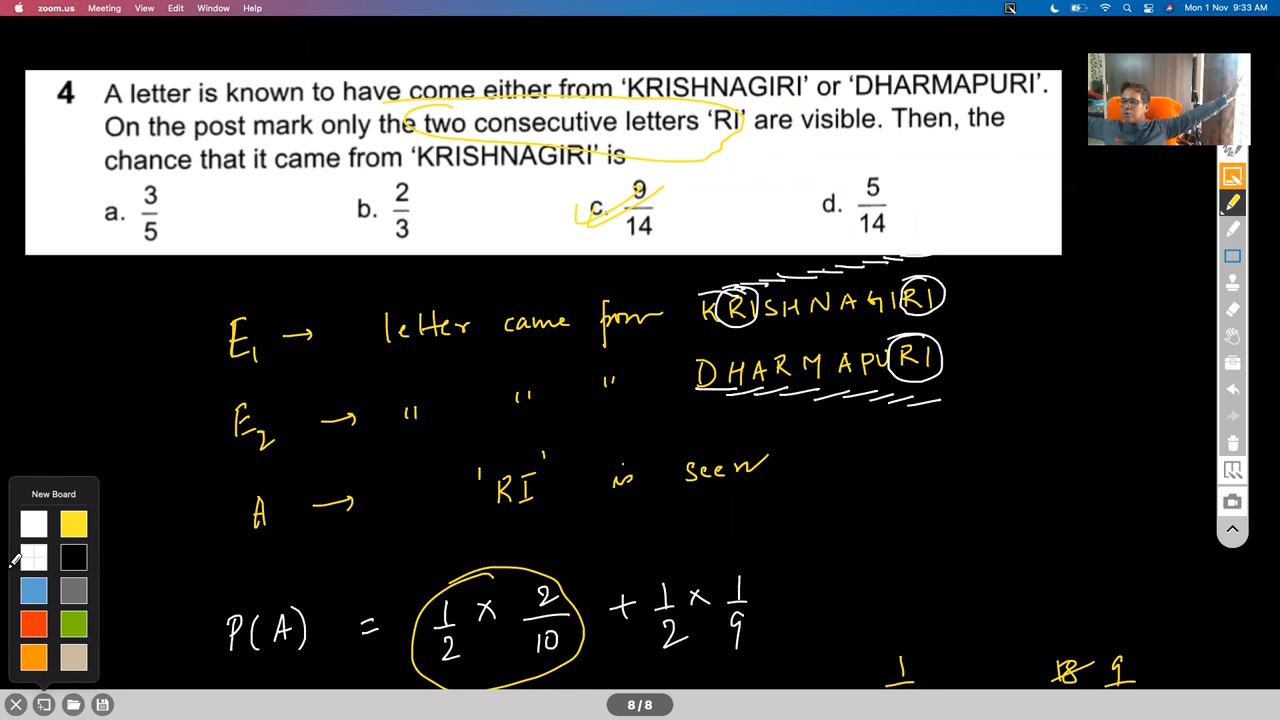 zoom.us Meeting View Edit Window Help Mon 1 Nov 9:33 AM
4 A letter is known to have come either from ‘KRISHNAGIRI’ or ‘DHARMAPURI’.
On the post mark only the two consecutive letters ‘RI’ are visible. Then, the
chance that it came from ‘KRISHNAGIRI’ is
a. 3/5 b. 2/3 c. 9/14 d. 5/14
E1 → letter came from KRISHNAGIRI
E2 → " " " DHARMAPURI
A → 'RI' is seen
P(A) = 1/2 × 2/10 + 1/2 × 1/9
1 18 9
New Board
8/8